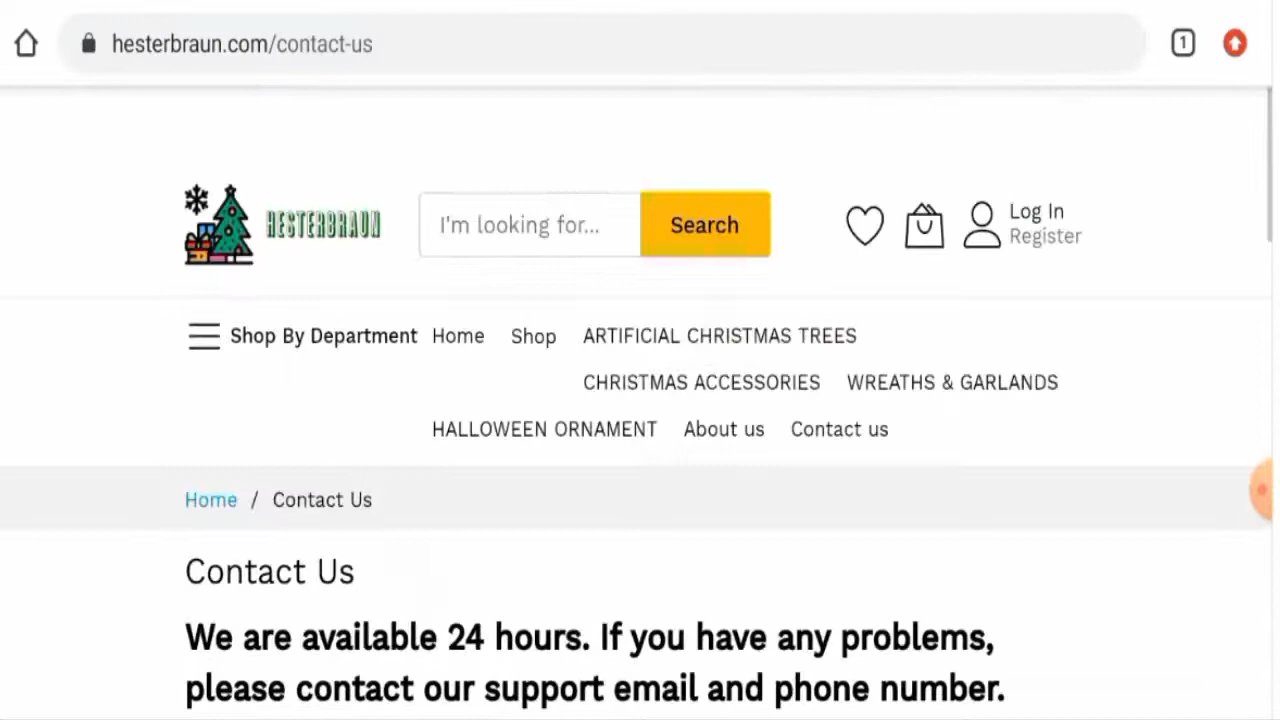 hesterbraun.com/contact-us
1
HESTERBRAUN
I'm looking for...
Search
Log In
Register
Shop By Department Home Shop ARTIFICIAL CHRISTMAS TREES
CHRISTMAS ACCESSORIES WREATHS & GARLANDS
HALLOWEEN ORNAMENT About us Contact us
Home / Contact Us
Contact Us
We are available 24 hours. If you have any problems,
please contact our support email and phone number.